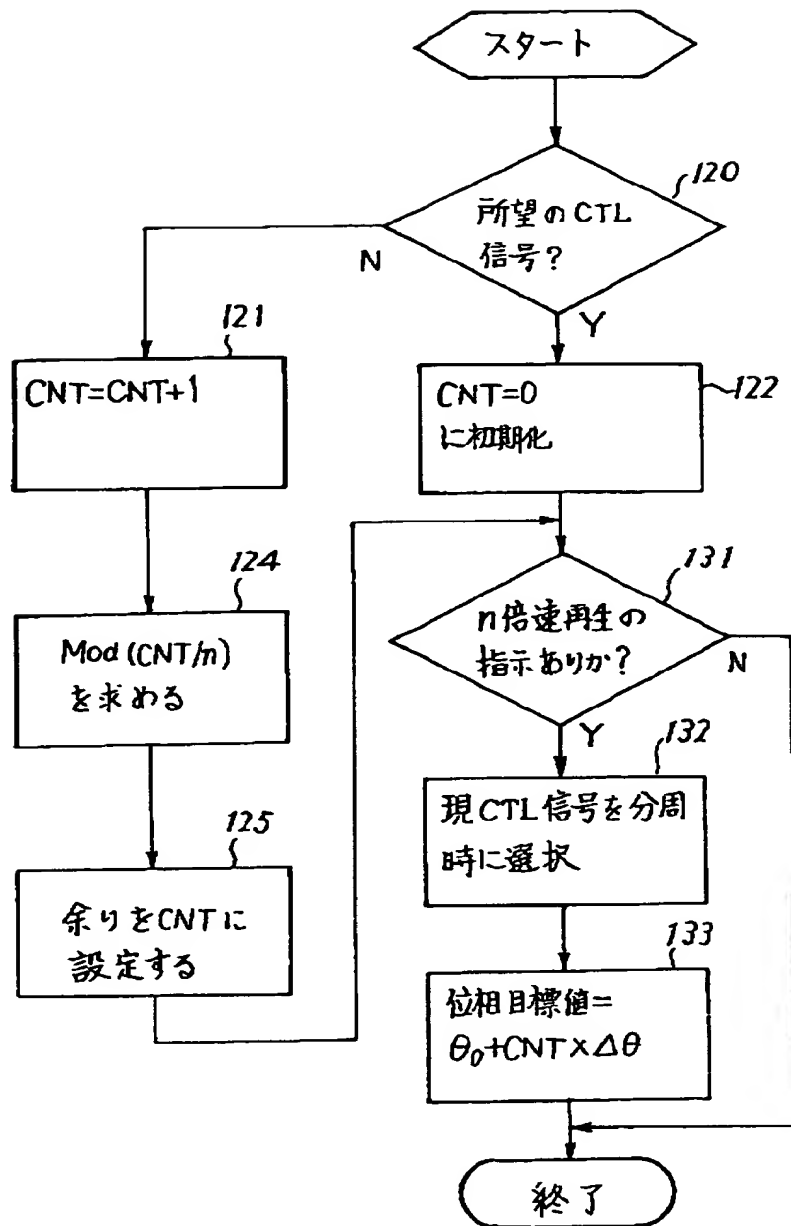 スタート
120
所望のCTL
信号?
N
Y
121
CNT=CNT+1
122
CNT=0
に初期化
124
Mod(CNT/n)
を求める
131
n倍速再生の
指示ありか?
N
Y
125
余りをCNTに
設定する
132
現CTL信号を分周
時に選択
133
位相目標値=
θ₀+CNT×Δθ
終了